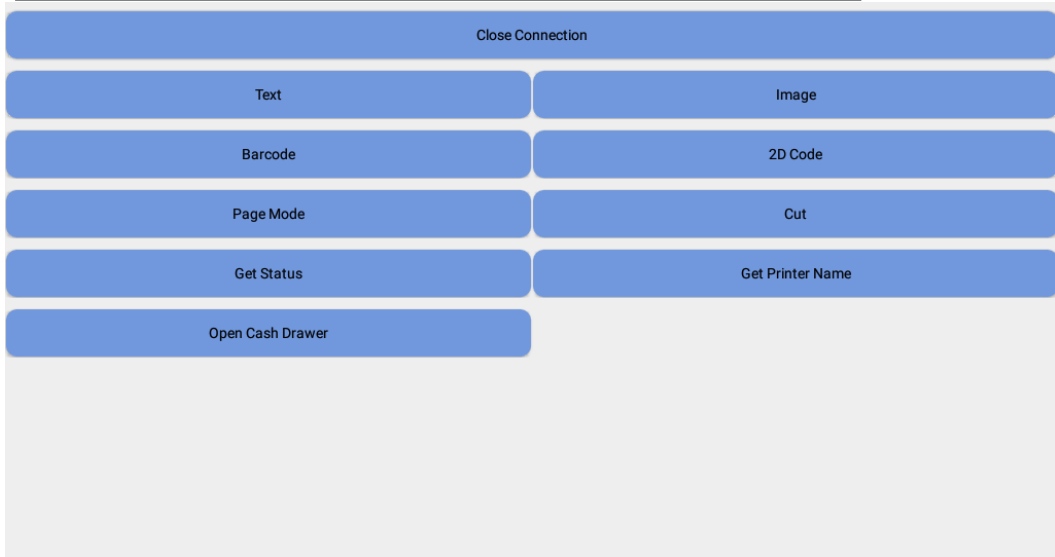 Close Connection
Text
Image
Barcode
2D Code
Page Mode
Cut
Get Status
Get Printer Name
Open Cash Drawer